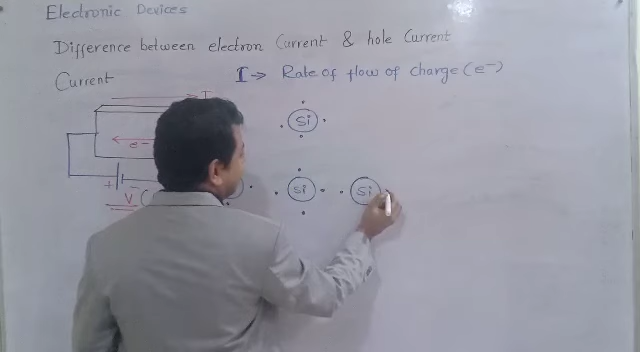 Electronic Devices
Difference between electron Current & hole Current
Current I → Rate of flow of charge (e⁻)
I
Si
e-
Si
Si
+
V